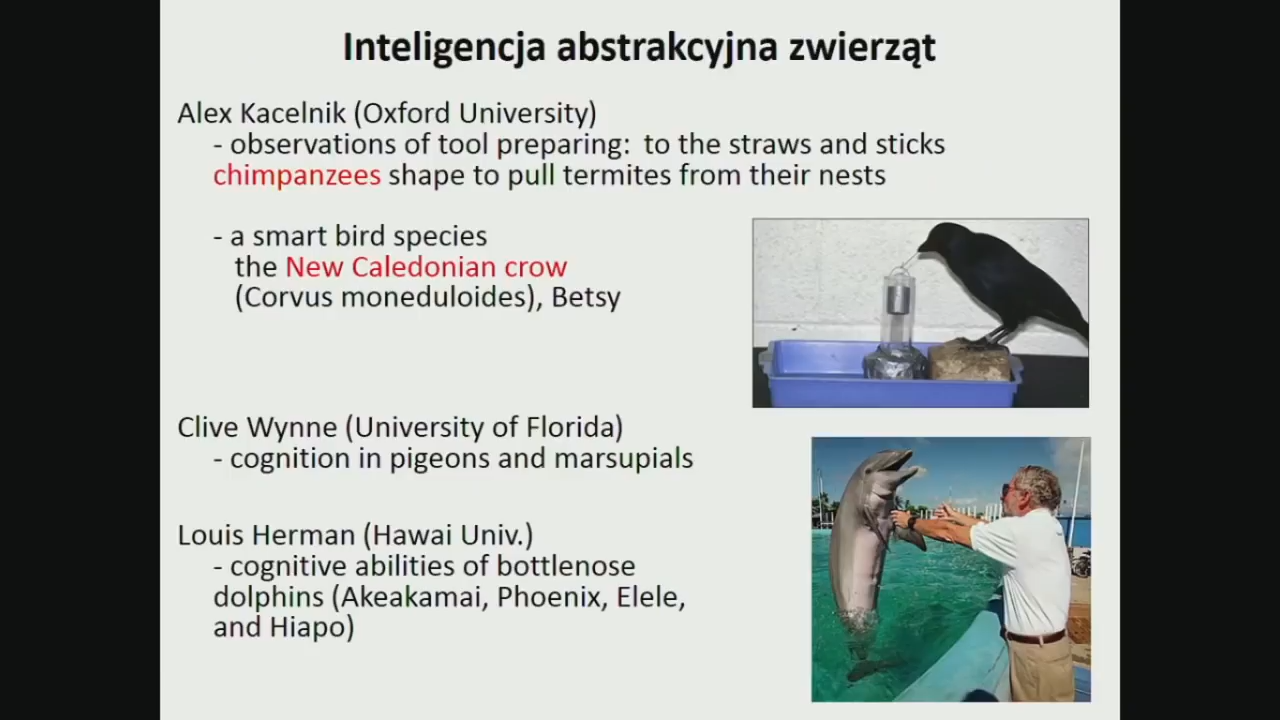 Inteligencja abstrakcyjna zwierząt
Alex Kacelnik (Oxford University)
- observations of tool preparing: to the straws and sticks
chimpanzees shape to pull termites from their nests
- a smart bird species
the New Caledonian crow
(Corvus moneduloides), Betsy
Clive Wynne (University of Florida)
- cognition in pigeons and marsupials
Louis Herman (Hawai Univ.)
- cognitive abilities of bottlenose
dolphins (Akeakamai, Phoenix, Elele,
and Hiapo)